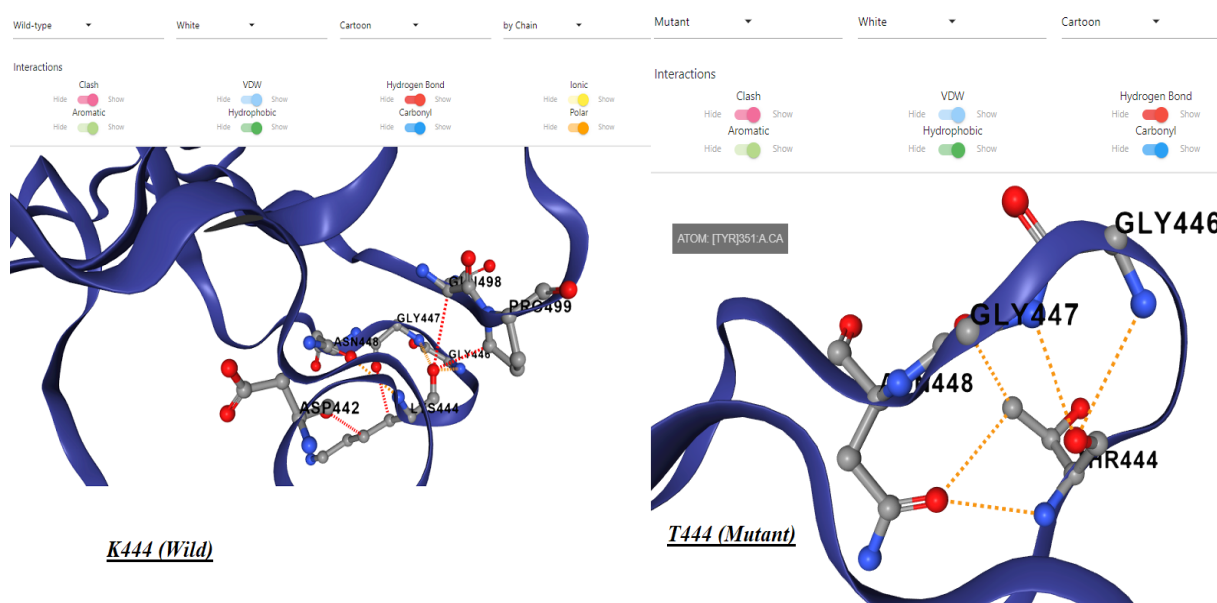 Wild-type White Cartoon by Chain
Interactions
Clash VDW Hydrogen Bond Ionic
Hide Show Hide Show Hide Show Hide Show
Aromatic Hydrophobic Carbonyl Polar
Hide Show Hide Show Hide Show Hide Show
GLN498
PRO499
GLY447
ASN448
GLY446
ASP442 LYS444
K444 (Wild)
Mutant White Cartoon
Interactions
Clash VDW Hydrogen Bond
Hide Show Hide Show Hide Show
Aromatic Hydrophobic Carbonyl
Hide Show Hide Show Hide Show
GLY446
ATOM: [TYR]351:A.CA
GLY447
ASN448
THR444
T444 (Mutant)